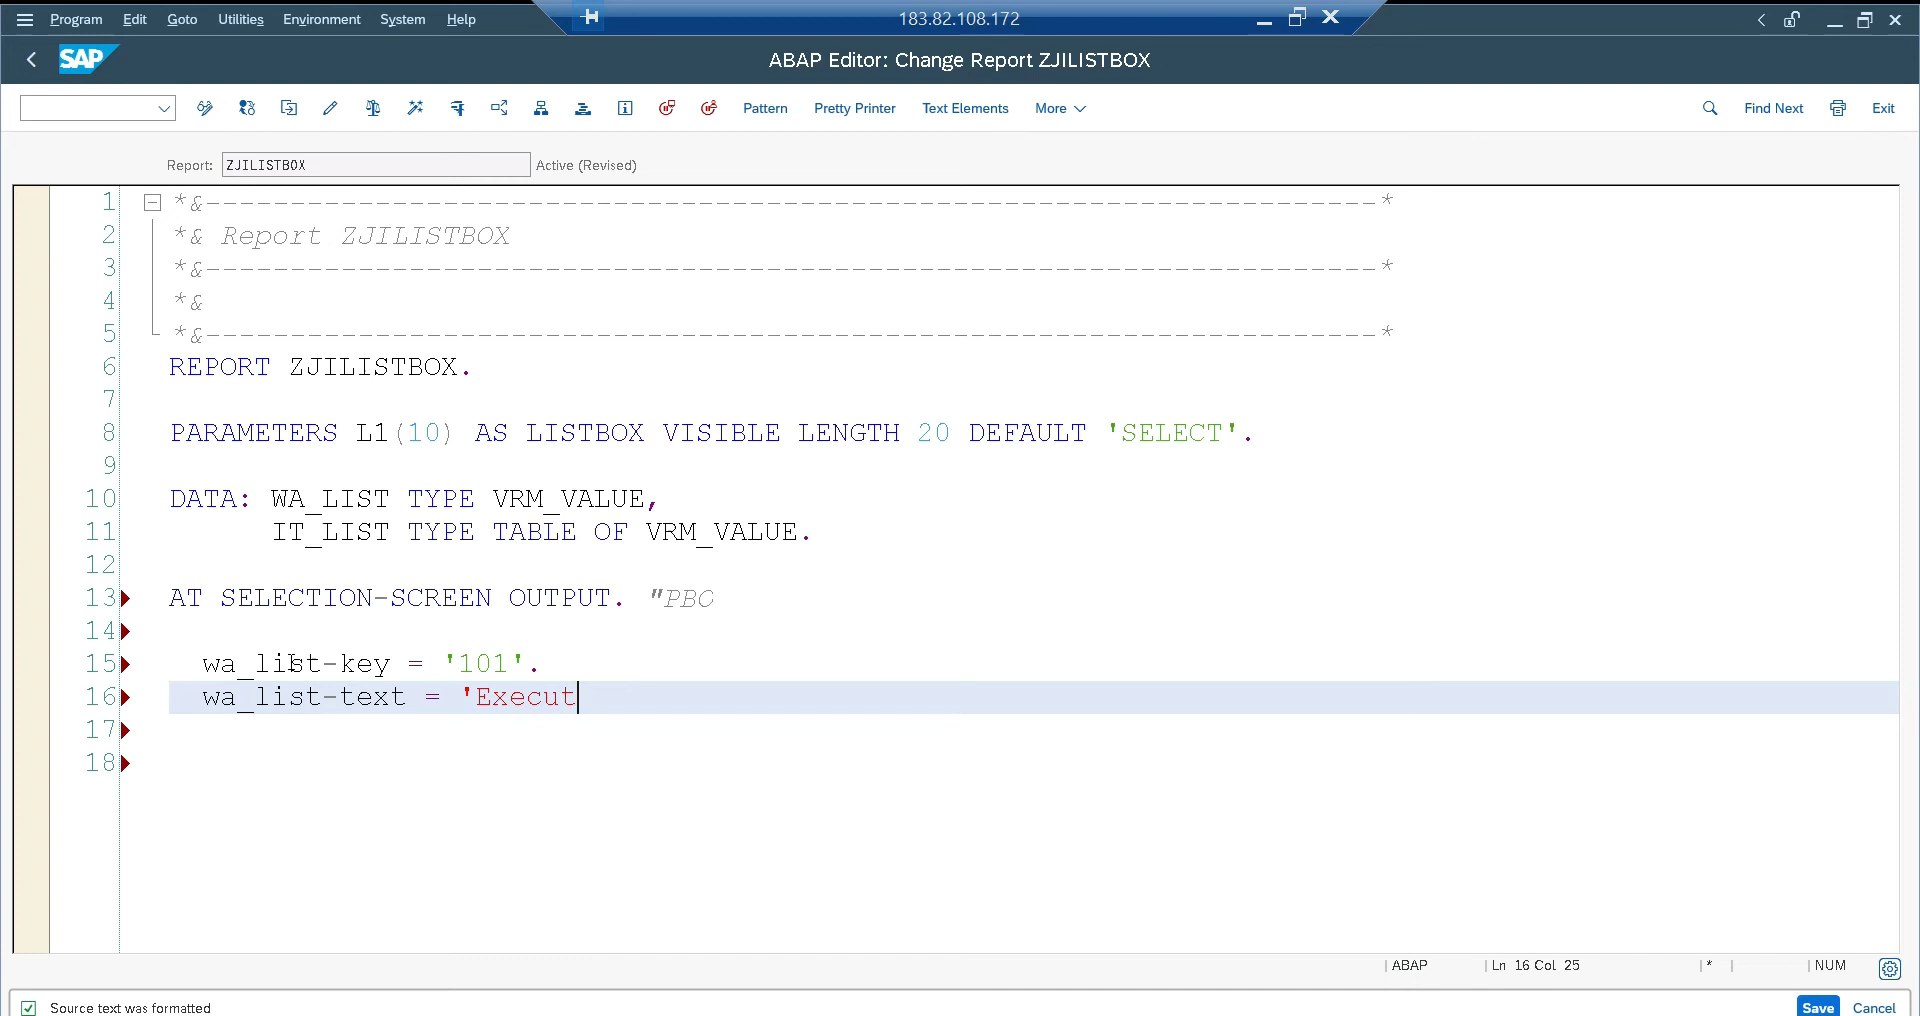 Program Edit Goto Utilities Environment System Help
183.82.108.172
SAP
ABAP Editor: Change Report ZJILISTBOX
Pattern Pretty Printer Text Elements More Find Next Exit
Report: ZJILISTBOX Active (Revised)
1 *&---------------------------------------------------------------------*
2 *& Report ZJILISTBOX
3 *&---------------------------------------------------------------------*
4 *&
5 *&---------------------------------------------------------------------*
6 REPORT ZJILISTBOX.
7
8 PARAMETERS L1(10) AS LISTBOX VISIBLE LENGTH 20 DEFAULT 'SELECT'.
9
10 DATA: WA_LIST TYPE VRM_VALUE,
11 IT_LIST TYPE TABLE OF VRM_VALUE.
12
13 AT SELECTION-SCREEN OUTPUT. "PBO
14
15 wa_list-key = '101'.
16 wa_list-text = 'Execut
17
18
ABAP Ln 16 Col 25 * NUM
Source text was formatted Save Cancel